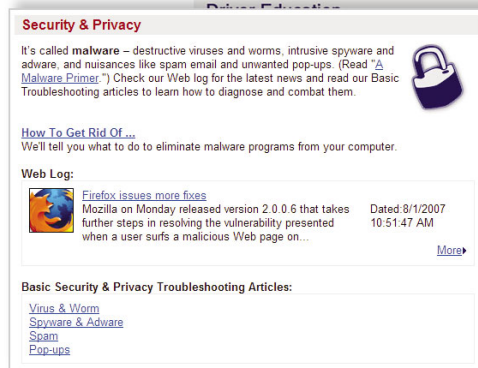 Driver Education
Security & Privacy
It's called malware – destructive viruses and worms, intrusive spyware and
adware, and nuisances like spam email and unwanted pop-ups. (Read "A
Malware Primer.") Check our Web log for the latest news and read our Basic
Troubleshooting articles to learn how to diagnose and combat them.
How To Get Rid Of ...
We'll tell you what to do to eliminate malware programs from your computer.
Web Log:
Firefox issues more fixes
Mozilla on Monday released version 2.0.0.6 that takes
further steps in resolving the vulnerability presented
when a user surfs a malicious Web page on...
Dated:8/1/2007
10:51:47 AM
More
Basic Security & Privacy Troubleshooting Articles:
Virus & Worm
Spyware & Adware
Spam
Pop-ups